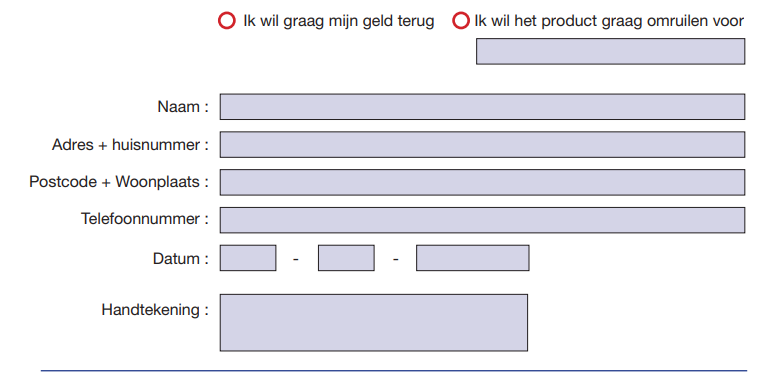 Ik wil graag mijn geld terug Ik wil het product graag omruilen voor
Naam :
Adres + huisnummer :
Postcode + Woonplaats :
Telefoonnummer :
Datum : - -
Handtekening :